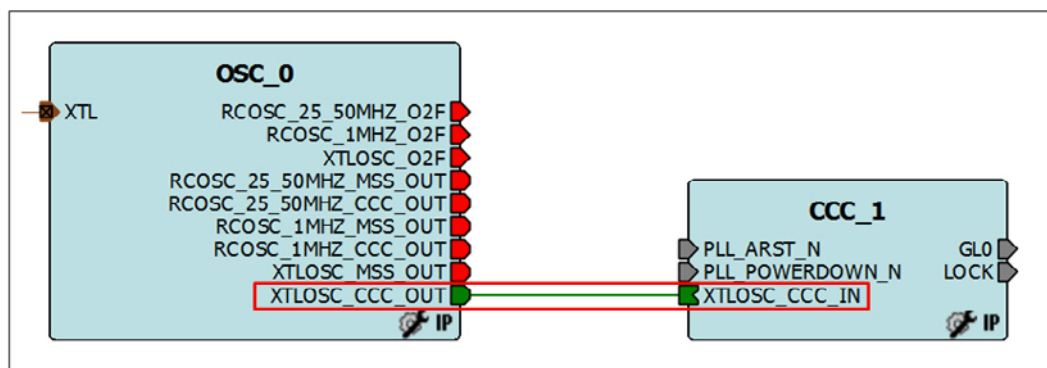 OSC_0
XTL
RCOSC_25_50MHZ_O2F
RCOSC_1MHZ_O2F
XTLOSC_O2F
RCOSC_25_50MHZ_MSS_OUT
RCOSC_25_50MHZ_CCC_OUT
RCOSC_1MHZ_MSS_OUT
RCOSC_1MHZ_CCC_OUT
XTLOSC_MSS_OUT
XTLOSC_CCC_OUT
IP
CCC_1
PLL_ARST_N GL0
PLL_POWERDOWN_N LOCK
XTLOSC_CCC_IN
IP